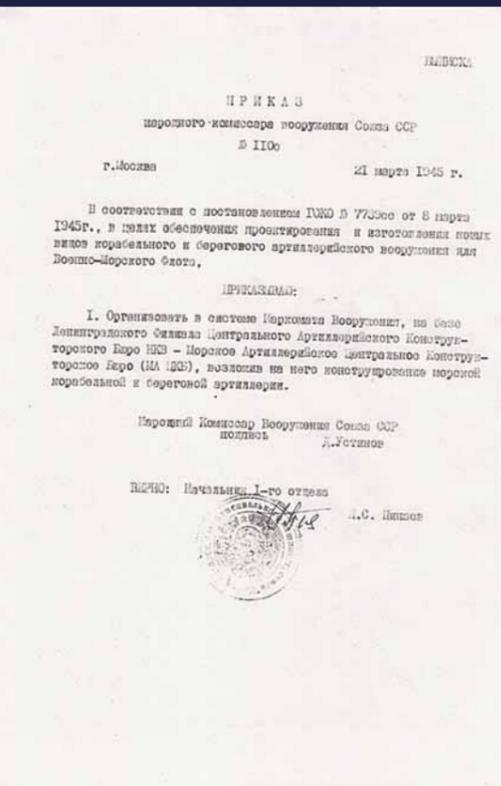 ВЫПИСКА
ПРИКАЗ
народного комиссара вооружения Союза ССР
№ 110с
г.Москва 21 марта 1945 г.
В соответствии с постановлением ГОКО № 7739сс от 8 марта
1945г., в целях обеспечения проектирования и изготовления новых
видов корабельного и берегового артиллерийского вооружения для
Военно-Морского Флота,
ПРИКАЗЫВАЮ:
I. Организовать в системе Наркомата Вооружения, на базе
Ленинградского Филиала Центрального Артиллерийского Конструк-
торского Бюро НКВ – Морское Артиллерийское Центральное Конструк-
торское Бюро (МА ЦКБ), возложив на него конструирование морской
корабельной и береговой артиллерии.
Народный Комиссар Вооружения Союза ССР
подпись
Д.Устинов
ВЕРНО: Начальник I-го отдела